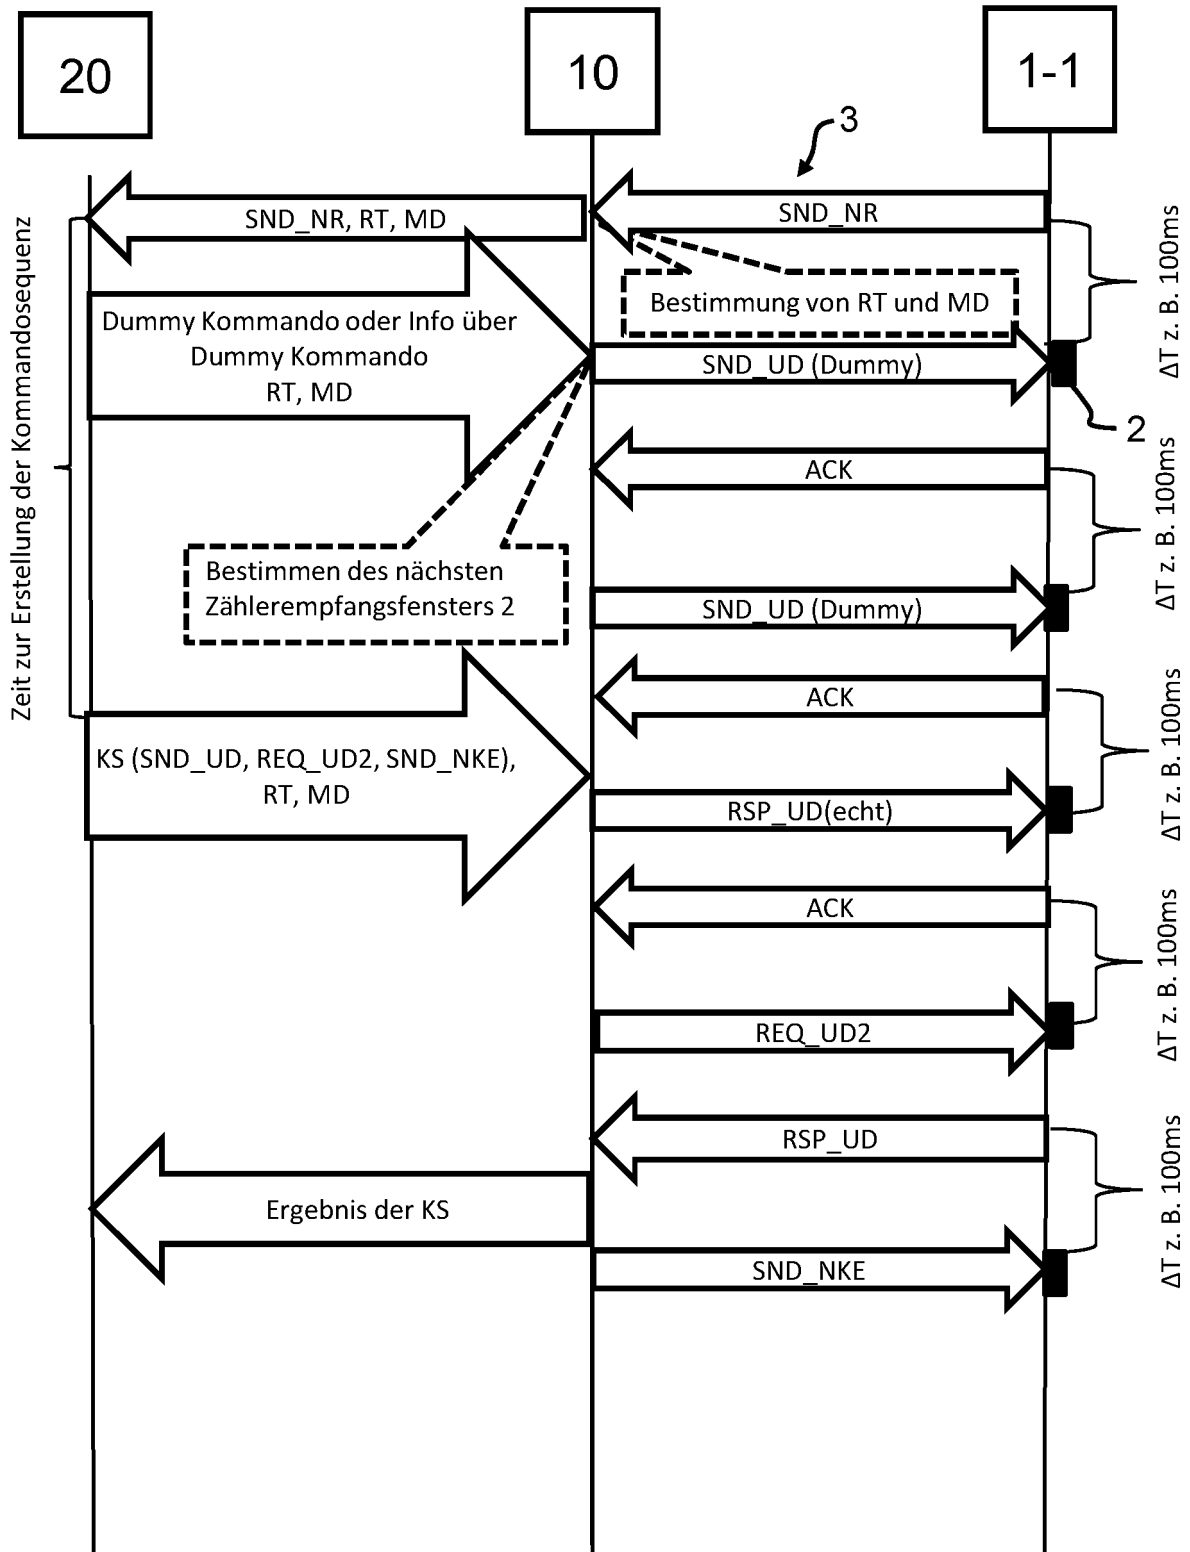 20
10
1-1
3
SND_NR, RT, MD
SND_NR
Bestimmung von RT und MD
Dummy Kommando oder Info über
Dummy Kommando
RT, MD
SND_UD (Dummy)
2
ΔT z. B. 100ms
Zeit zur Erstellung der Kommandosequenz
ACK
Bestimmen des nächsten
Zählerempfangsfensters 2
SND_UD (Dummy)
ΔT z. B. 100ms
ACK
KS (SND_UD, REQ_UD2, SND_NKE),
RT, MD
RSP_UD(echt)
ΔT z. B. 100ms
ACK
REQ_UD2
ΔT z. B. 100ms
RSP_UD
Ergebnis der KS
SND_NKE
ΔT z. B. 100ms